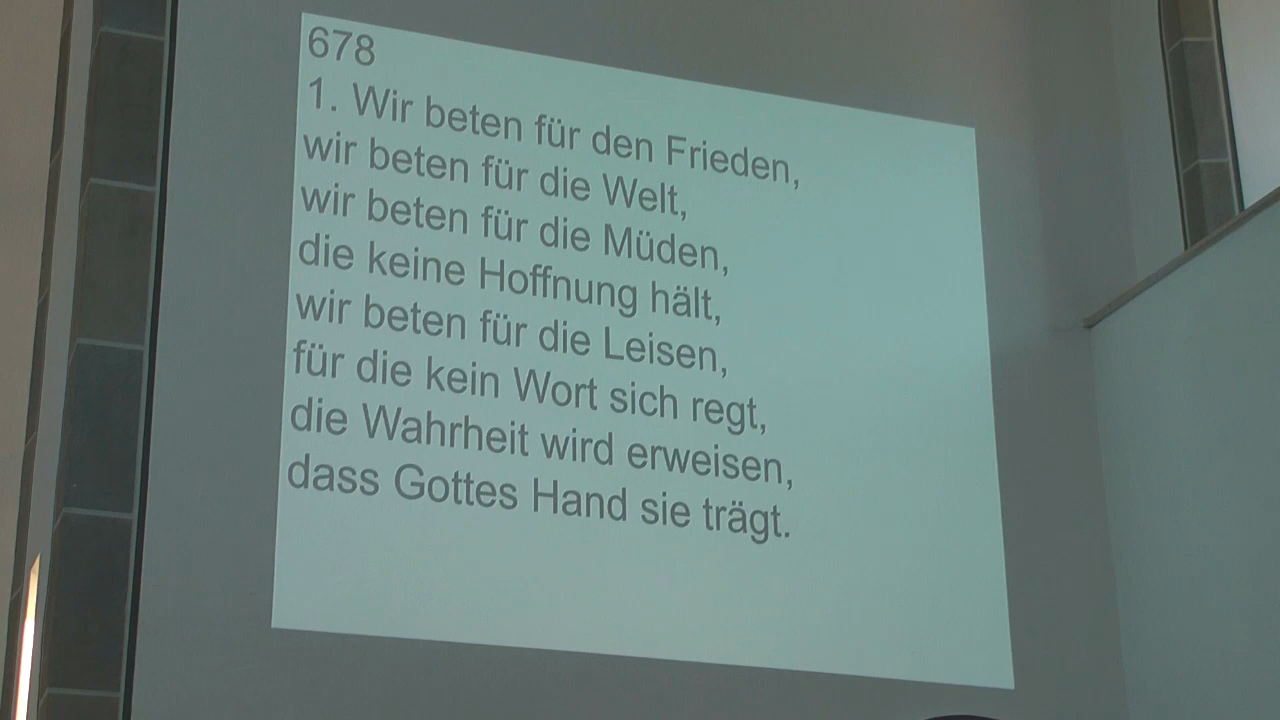 678
1. Wir beten für den Frieden,
wir beten für die Welt,
wir beten für die Müden,
die keine Hoffnung hält,
wir beten für die Leisen,
für die kein Wort sich regt,
die Wahrheit wird erweisen,
dass Gottes Hand sie trägt.